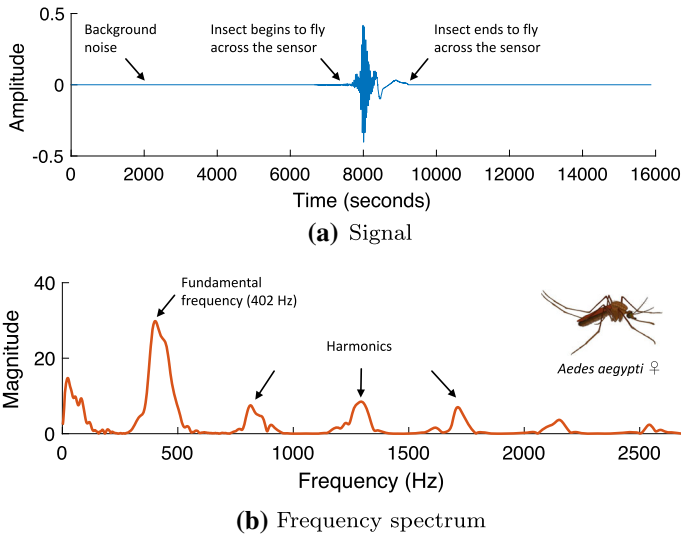 0.5
0
-0.5
Amplitude
Background
noise
Insect begins to fly
across the sensor
Insect ends to fly
across the sensor
0 2000 4000 6000 8000 10000 12000 14000 16000
Time (seconds)
(a) Signal
40
20
0
Magnitude
Fundamental
frequency (402 Hz)
Harmonics
Aedes aegypti ♀
0 500 1000 1500 2000 2500
Frequency (Hz)
(b) Frequency spectrum